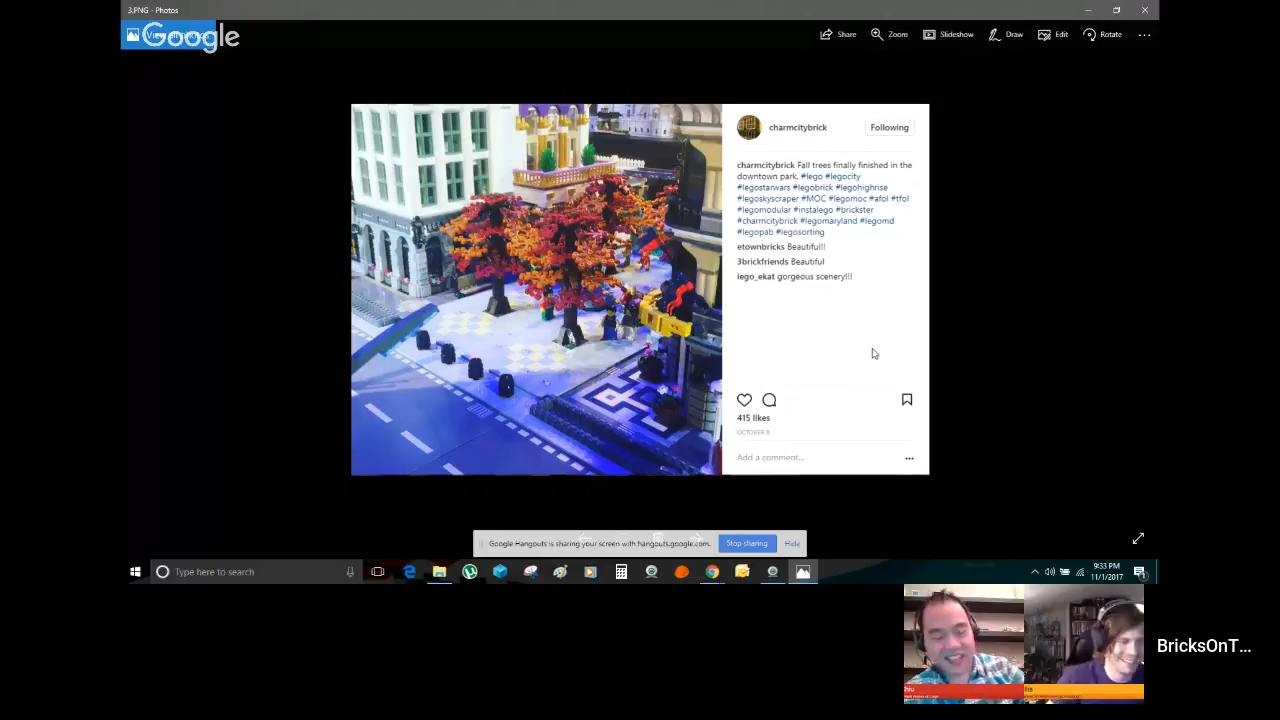 3.PNG - Photos
Google
Share
Zoom
Slideshow
Draw
Edit
Rotate
charmcitybrick
Following
charmcitybrick Fall trees finally finished in the
downtown park. #lego #legocity
#legostarwars #legobrick #legohighrise
#legoskyscraper #MOC #legomoc #afol #tfol
#legomodular #instalego #brickster
#charmcitybrick #legomaryland #legomd
#legopab #legosorting
etownbricks Beautiful!!
3brickfriends Beautiful
lego_ekat gorgeous scenery!!!
415 likes
OCTOBER 8
Add a comment...
Google Hangouts is sharing your screen with hangouts.google.com.
Stop sharing
Hide
Type here to search
9:33 PM
11/1/2017
BricksOnT...